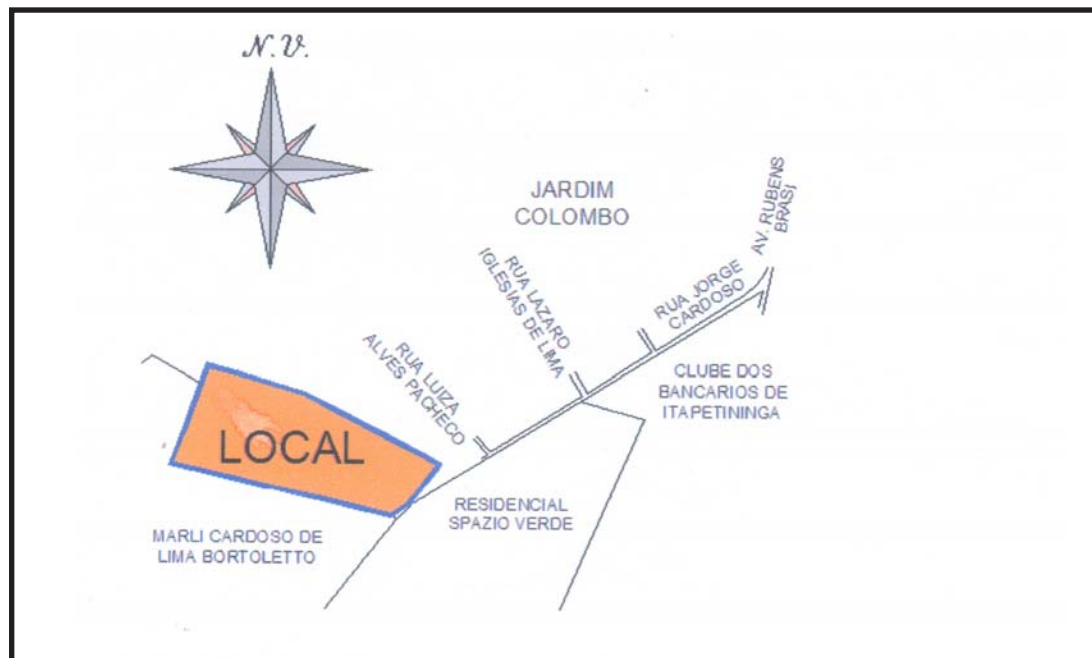 N.V.
JARDIM
COLOMBO
AV. RUBENS
BRASI
RUA LAZARO
IGLESIAS DE LIMA
RUA JORGE
CARDOSO
RUA LUIZA
ALVES PACHECO
CLUBE DOS
BANCARIOS DE
ITAPETININGA
LOCAL
RESIDENCIAL
SPAZIO VERDE
MARLI CARDOSO DE
LIMA BORTOLETTO